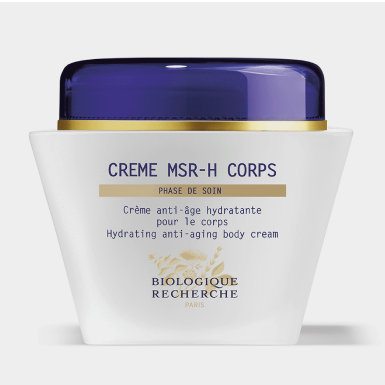 CREME MSR-H CORPS
PHASE DE SOIN
Crème anti-âge hydratante
pour le corps
Hydrating anti-aging body cream
BIOLOGIQUE
RECHERCHE
PARIS